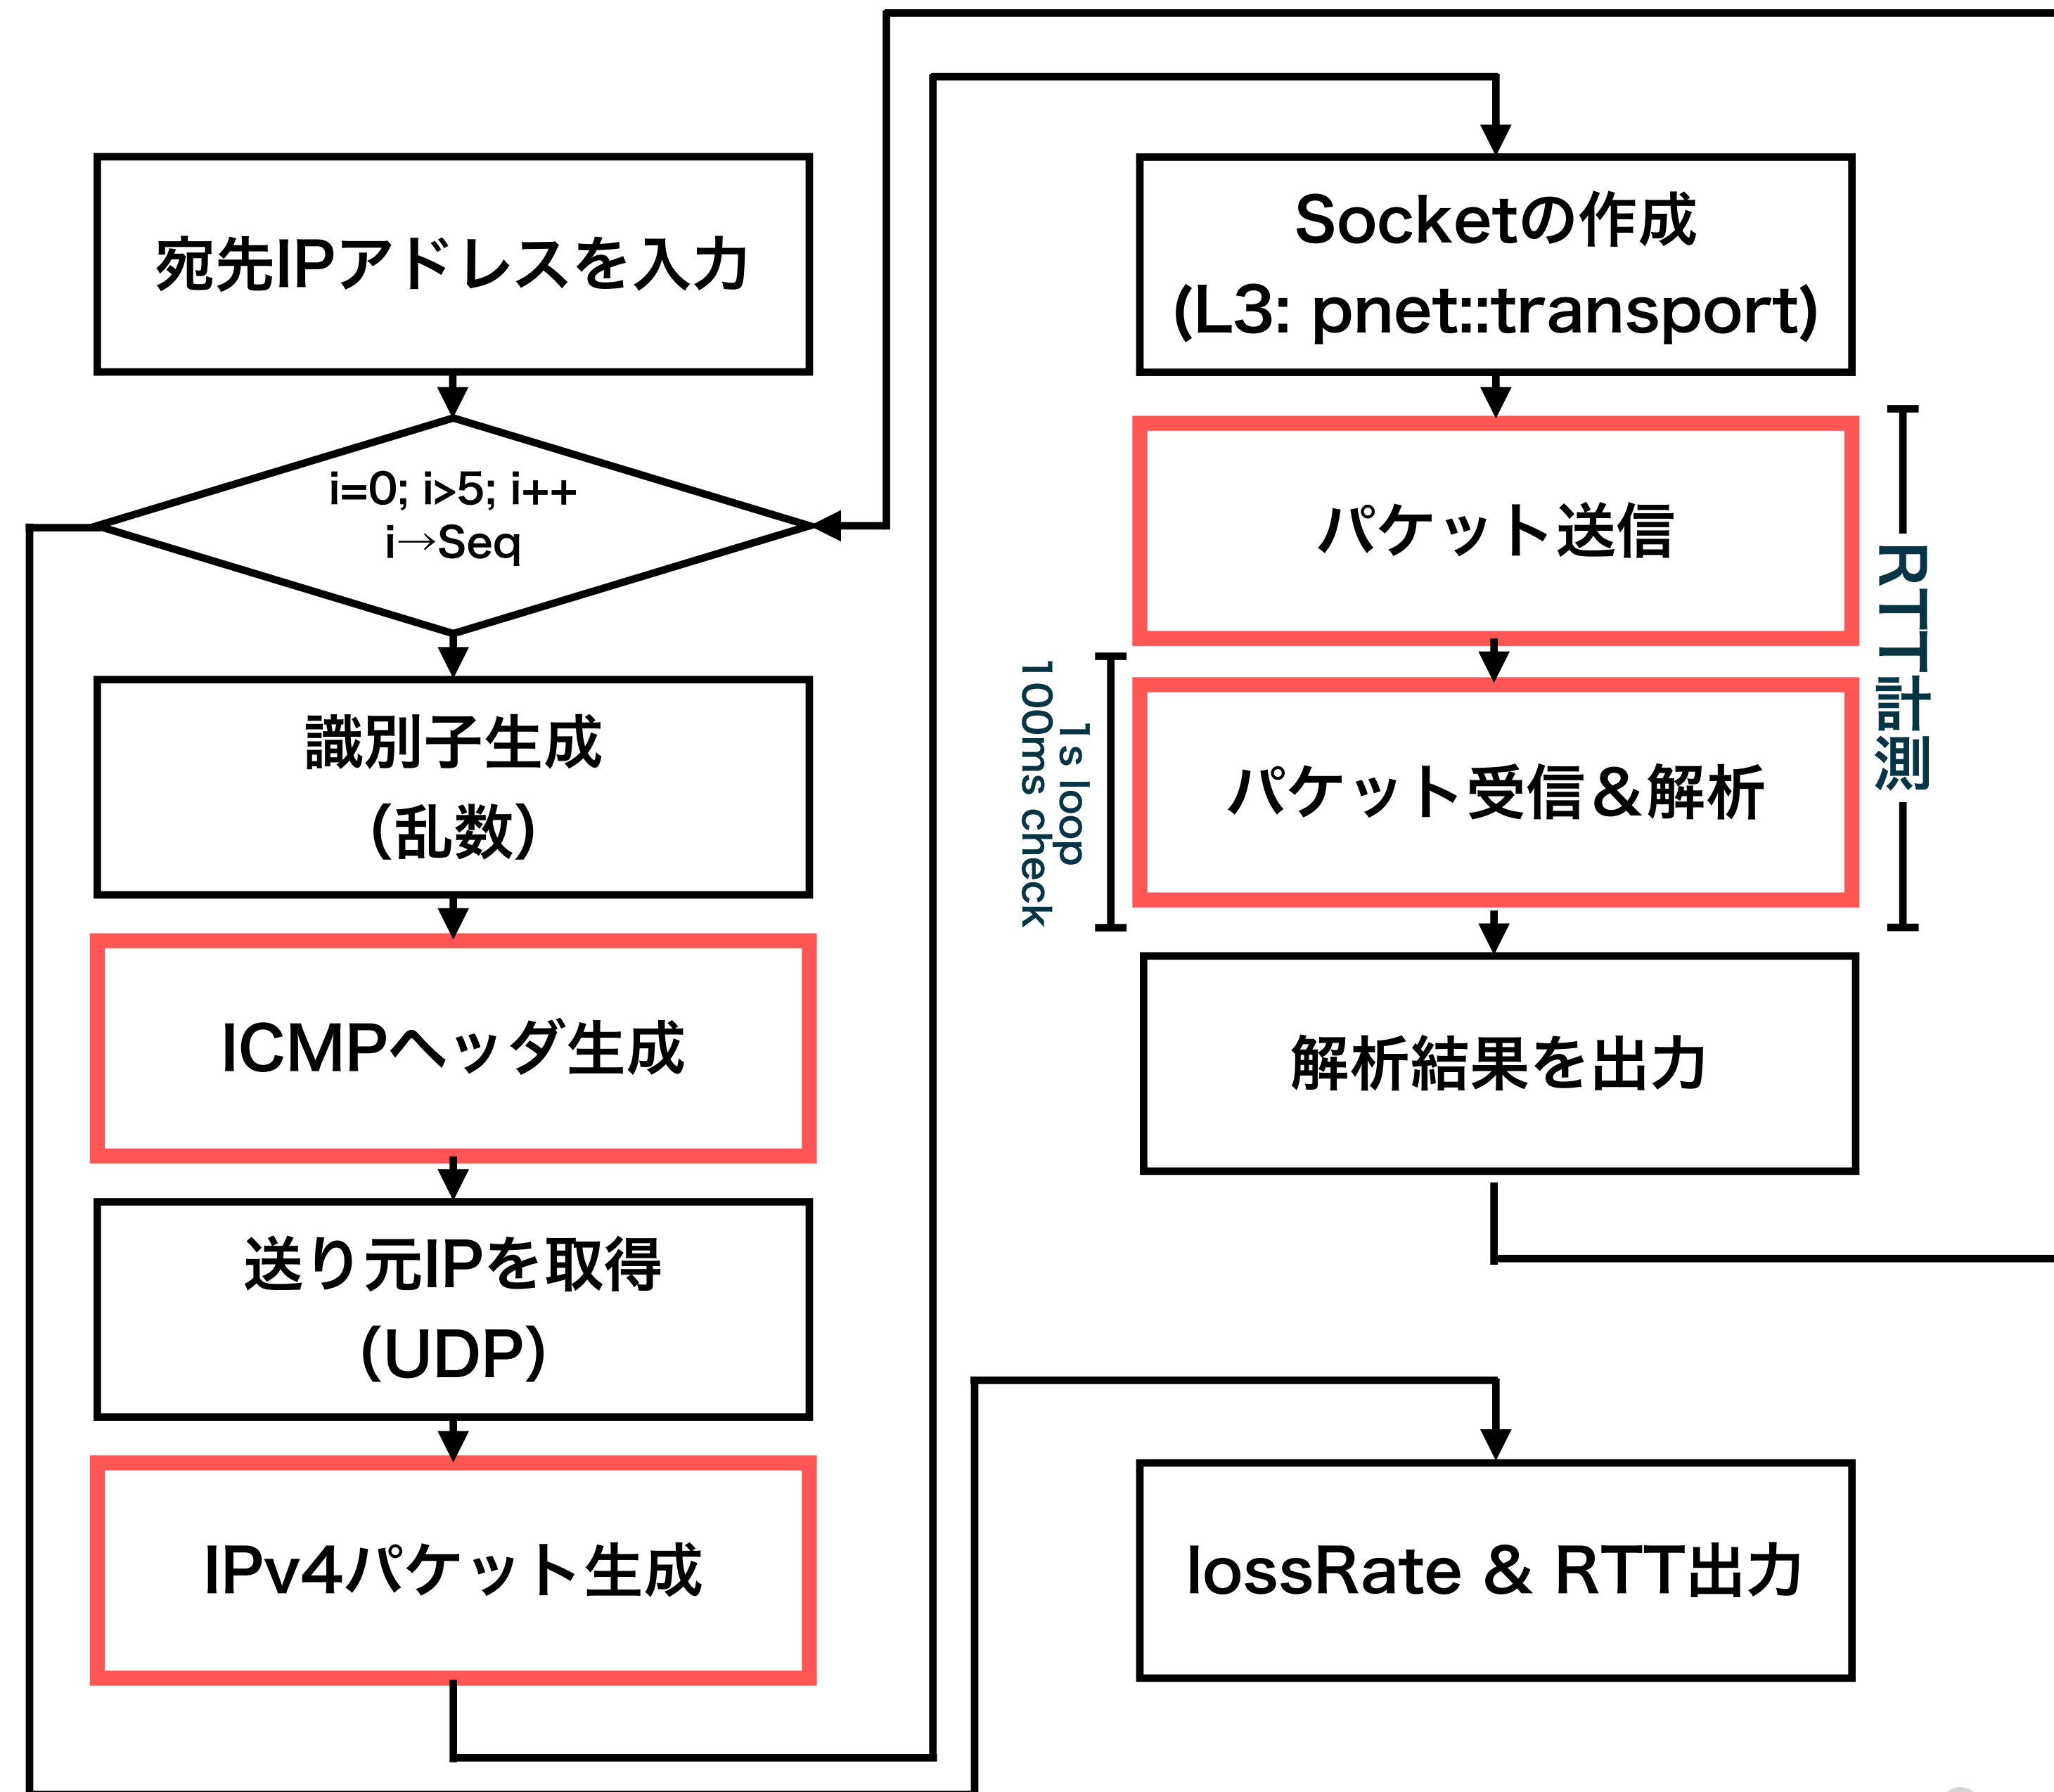 宛先IPアドレスを入力
i=0; i>5; i++
i→Seq
識別子生成
（乱数）
ICMPヘッダ生成
送り元IPを取得
（UDP）
IPv4パケット生成
Socketの作成
(L3: pnet::transport)
パケット送信
RTT計測
1s loop
100ms check
パケット受信＆解析
解析結果を出力
lossRate & RTT出力